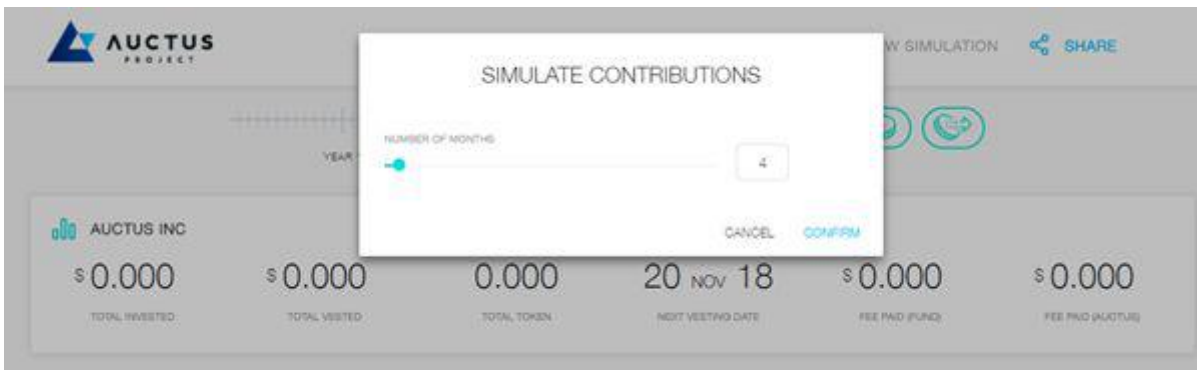 AUCTUS
PROJECT
SIMULATE CONTRIBUTIONS
W SIMULATION
SHARE
NUMBER OF MONTHS
YEAR
4
CANCEL
CONFIRM
AUCTUS INC
$ 0.000
$ 0.000
0.000
20 NOV 18
$ 0.000
$ 0.000
TOTAL INVESTED
TOTAL VESTED
TOTAL TOKEN
NEXT VESTING DATE
FEE PAID (FUND)
FEE PAID (AUCTUS)